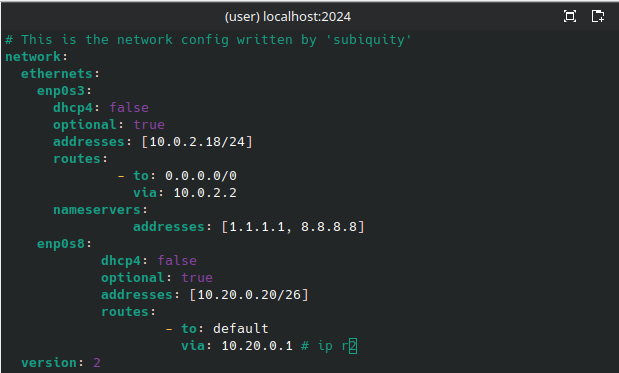 (user) localhost:2024
# This is the network config written by 'subiquity'
network:
  ethernets:
    enp0s3:
      dhcp4: false
      optional: true
      addresses: [10.0.2.18/24]
      routes:
              - to: 0.0.0.0/0
                via: 10.0.2.2
      nameservers:
                addresses: [1.1.1.1, 8.8.8.8]
    enp0s8:
            dhcp4: false
            optional: true
            addresses: [10.20.0.20/26]
            routes:
                    - to: default
                      via: 10.20.0.1 # ip r2
  version: 2